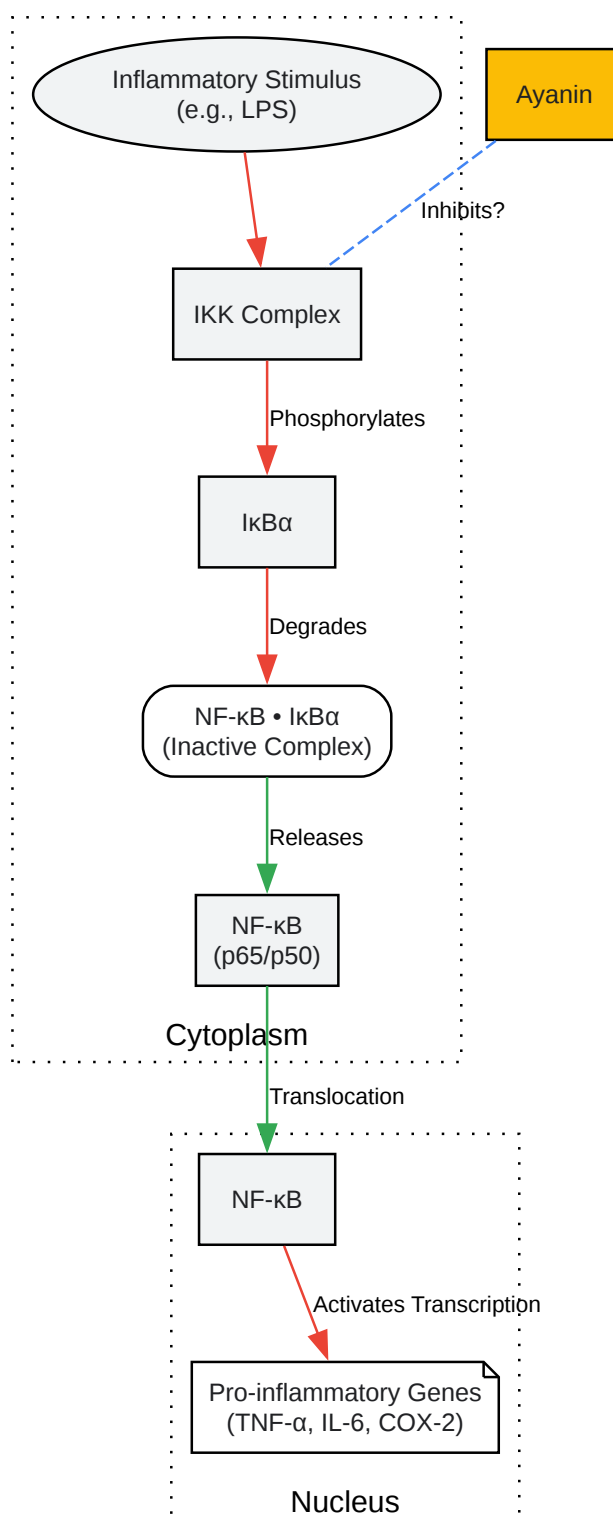 Inflammatory Stimulus
(e.g., LPS)
Ayanin
Inhibits?
IKK Complex
Phosphorylates
IκBα
Degrades
NF-κB • IκBα
(Inactive Complex)
Releases
NF-κB
(p65/p50)
Cytoplasm
Translocation
NF-κB
Activates Transcription
Pro-inflammatory Genes
(TNF-α, IL-6, COX-2)
Nucleus